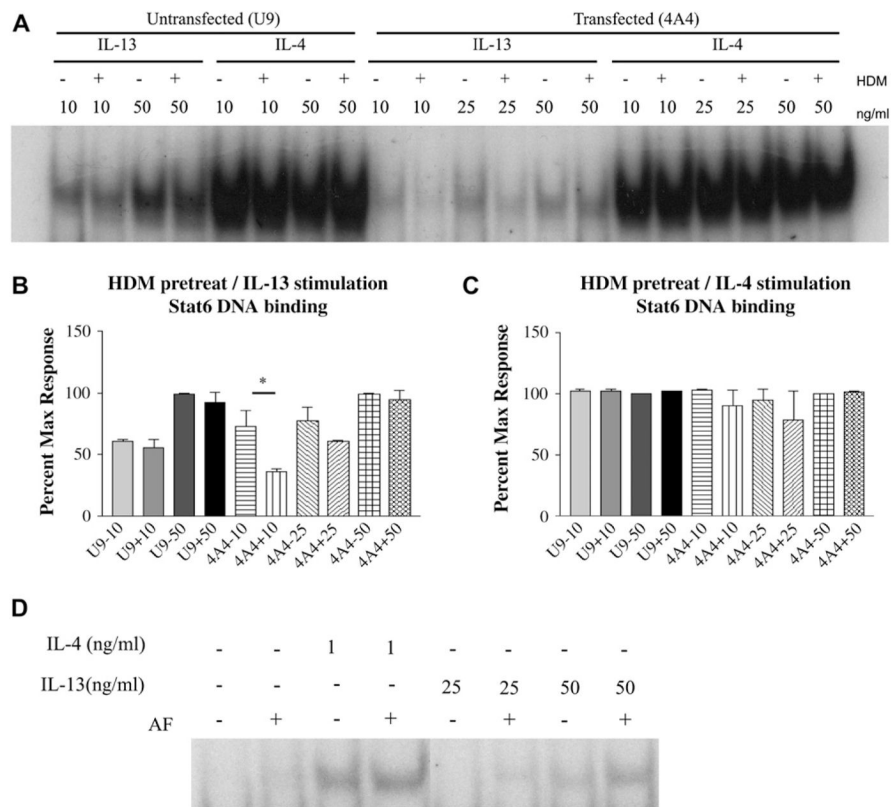 A
Untransfected (U9) Transfected (4A4)
IL-13 IL-4 IL-13 IL-4
- + - + - + - + - + - + - + - + - + - + HDM
10 10 50 50 10 10 50 50 10 10 25 25 50 50 10 10 25 25 50 50 ng/ml
B
HDM pretreat / IL-13 stimulation
Stat6 DNA binding
Percent Max Response
150
100
50
0
*
U9-10 U9+10 U9-50 U9+50 4A4-10 4A4+10 4A4-25 4A4+25 4A4-50 4A4+50
C
HDM pretreat / IL-4 stimulation
Stat6 DNA binding
Percent Max Response
150
100
50
0
U9-10 U9+10 U9-50 U9+50 4A4-10 4A4+10 4A4-25 4A4+25 4A4-50 4A4+50
D
IL-4 (ng/ml) - - 1 1 - - - -
IL-13(ng/ml) - - - - 25 25 50 50
AF - + - + - + - +